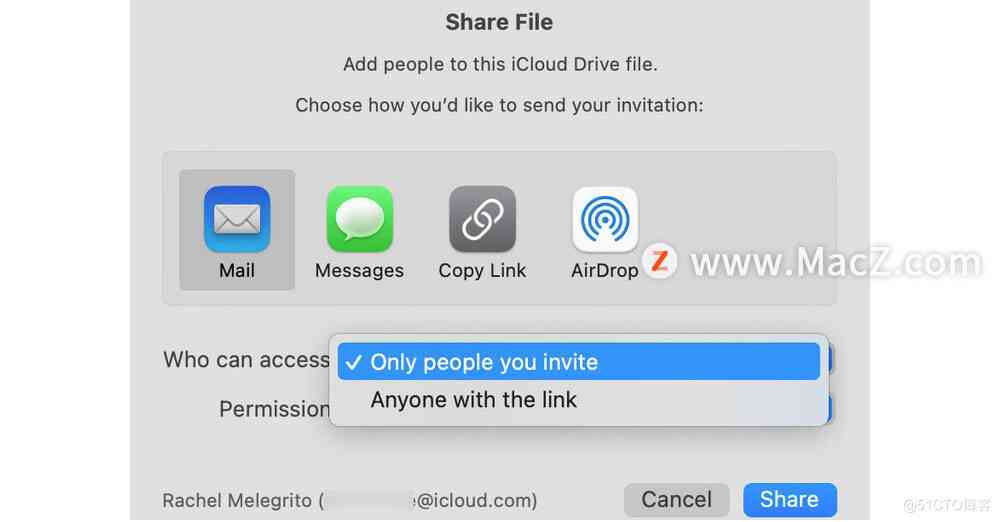 Share File
Add people to this iCloud Drive file.
Choose how you’d like to send your invitation:
Mail
Messages
Copy Link
AirDrop
Z www.MacZ.com
Who can access
✓ Only people you invite
Anyone with the link
Permission
Rachel Melegrito (
e@icloud.com)
Cancel
Share
@51CTO博客